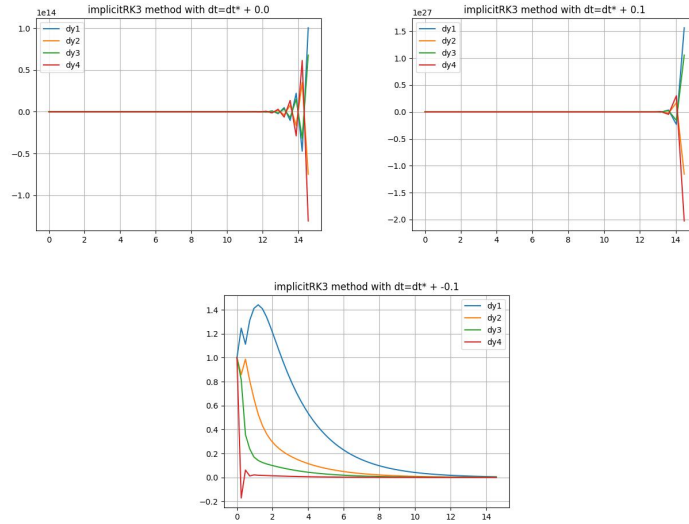 implicitRK3 method with dt=dt* + 0.0
1e14
dy1
dy2
dy3
dy4
1.0
0.5
0.0
−0.5
−1.0
0 2 4 6 8 10 12 14
implicitRK3 method with dt=dt* + 0.1
1e27
dy1
dy2
dy3
dy4
1.5
1.0
0.5
0.0
−0.5
−1.0
−1.5
−2.0
0 2 4 6 8 10 12 14
implicitRK3 method with dt=dt* + -0.1
dy1
dy2
dy3
dy4
1.4
1.2
1.0
0.8
0.6
0.4
0.2
0.0
−0.2
0 2 4 6 8 10 12 14